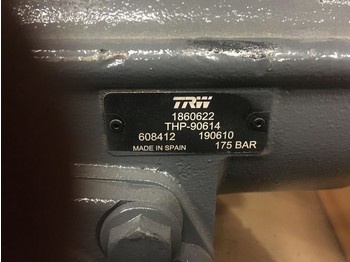 TRW
1860622
THP-90614
608412 190610
MADE IN SPAIN 175 BAR